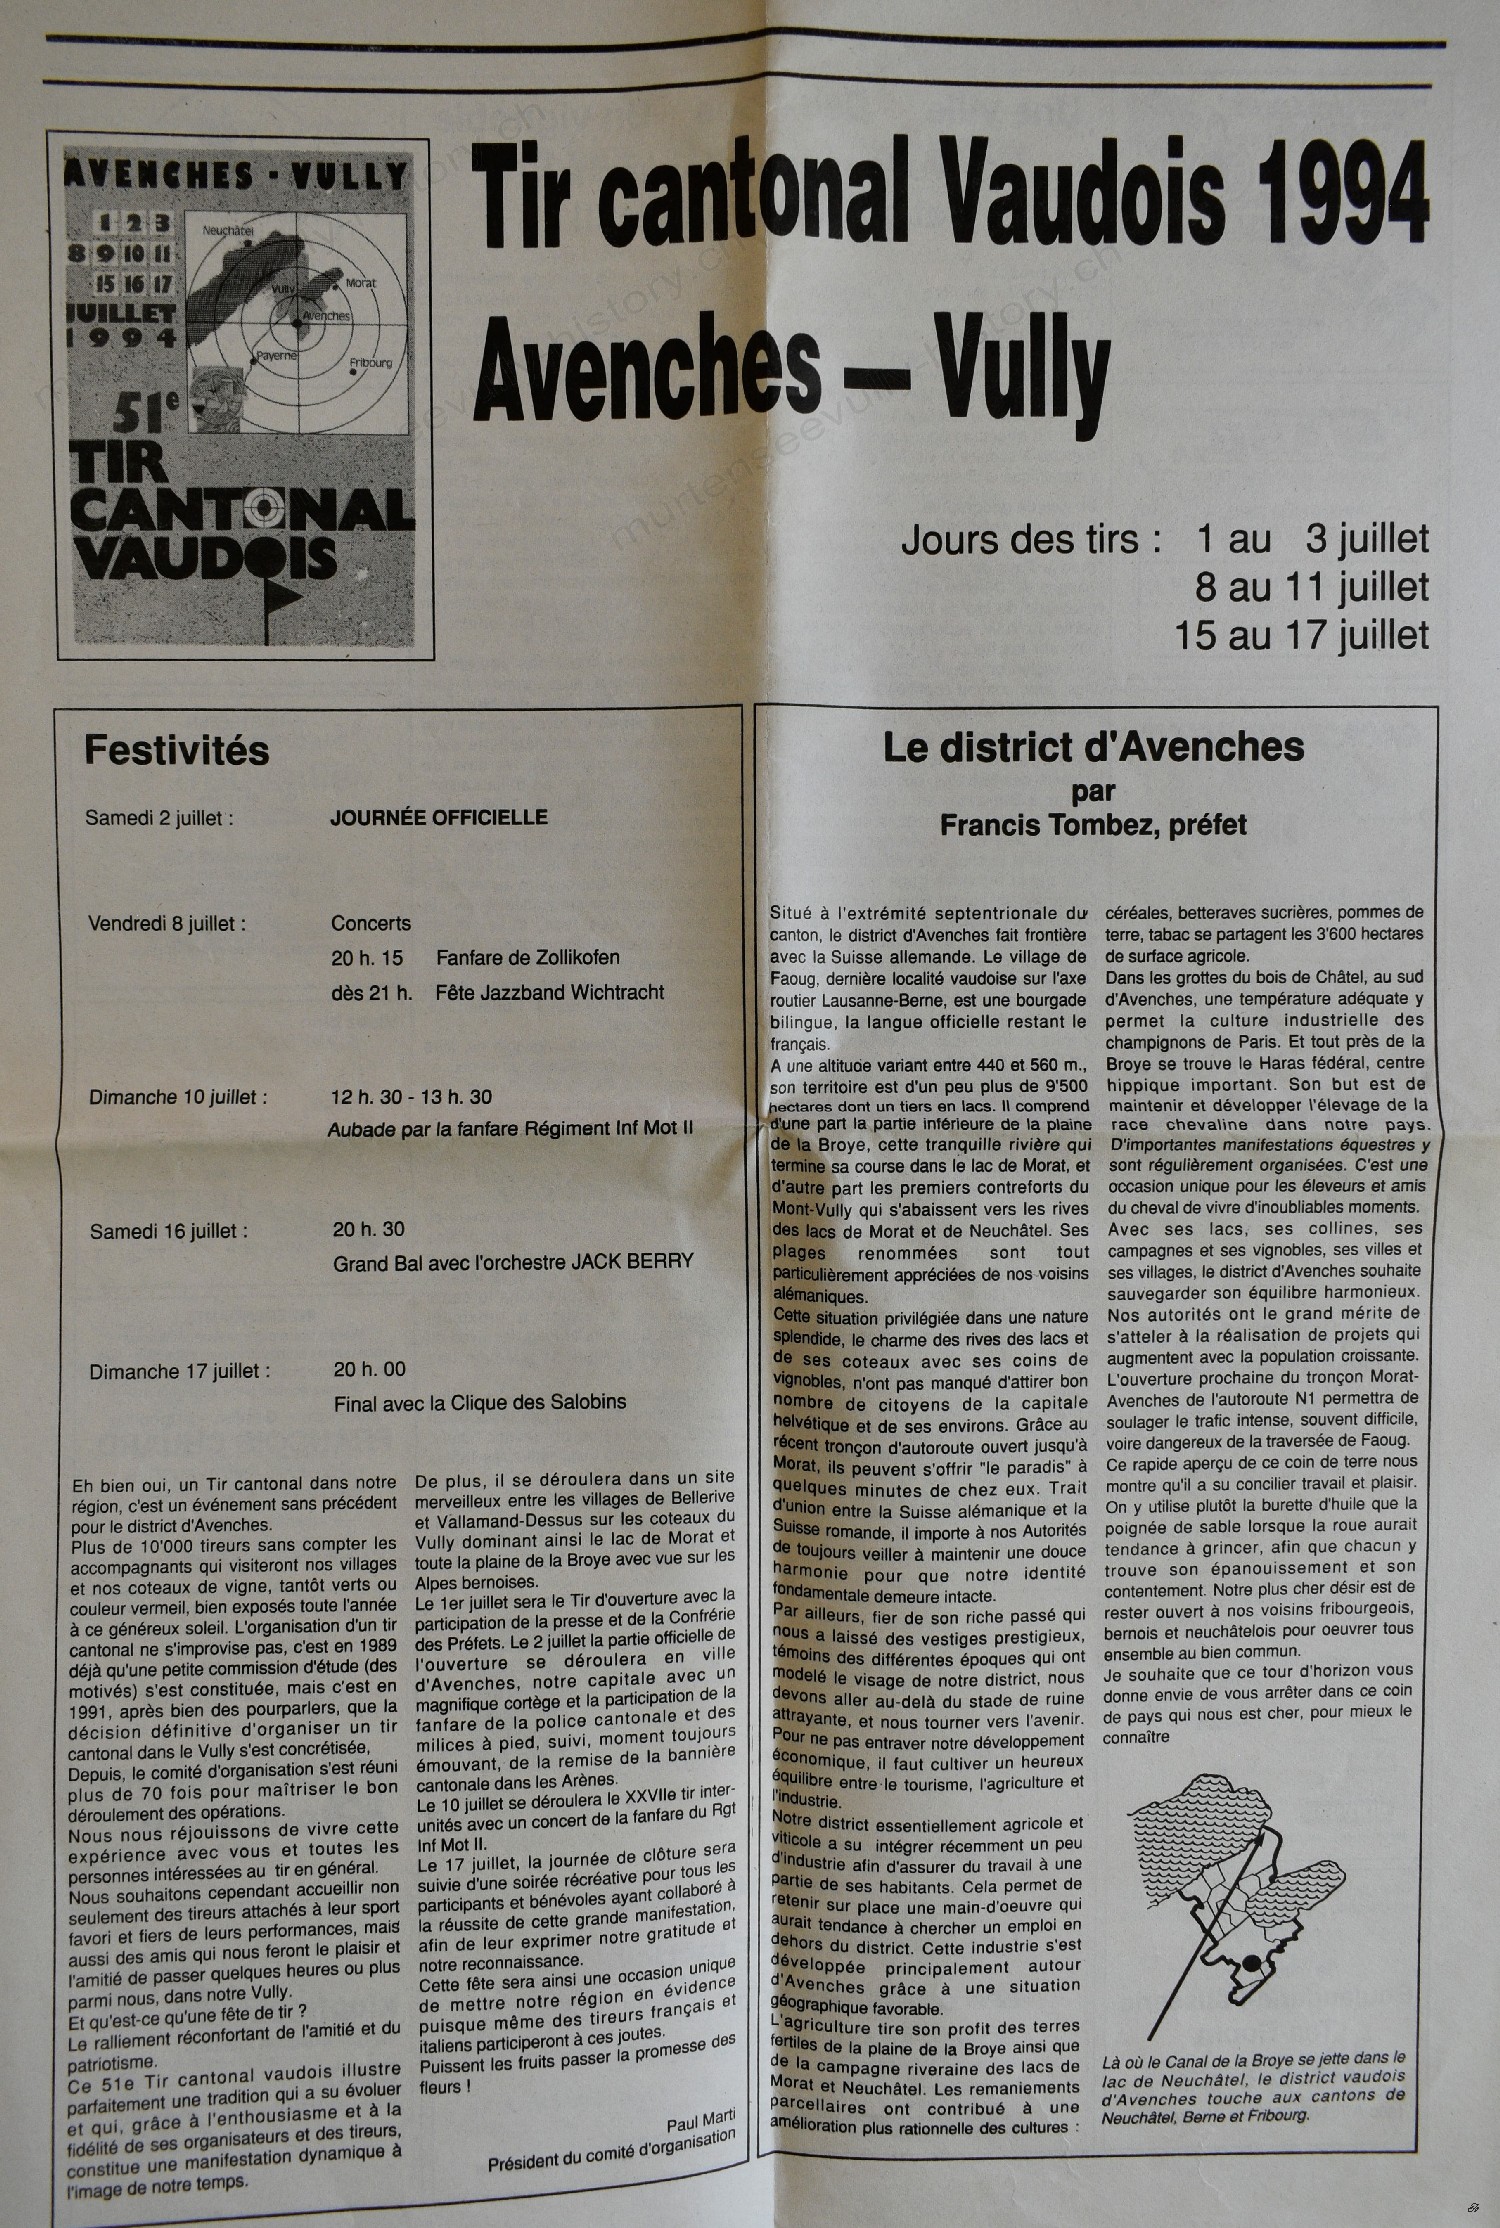 AVENCHES - VULLY
1 2 3
8 9 10 11
15 16 17
JUILLET
1994
Neuchâtel
Morat
Vully
Avenches
Payerne
Fribourg
51e
TIR
CANTONAL
VAUDOIS
Tir cantonal Vaudois 1994
Avenches — Vully
Jours des tirs : 1 au 3 juillet
8 au 11 juillet
15 au 17 juillet
Festivités
Samedi 2 juillet : JOURNÉE OFFICIELLE
Vendredi 8 juillet : Concerts
20 h. 15 Fanfare de Zollikofen
dès 21 h. Fête Jazzband Wichtracht
Dimanche 10 juillet : 12 h. 30 - 13 h. 30
Aubade par la fanfare Régiment Inf Mot II
Samedi 16 juillet : 20 h. 30
Grand Bal avec l'orchestre JACK BERRY
Dimanche 17 juillet : 20 h. 00
Final avec la Clique des Salobins
Eh bien oui, un Tir cantonal dans notre
région, c'est un événement sans précédent
pour le district d'Avenches.
Plus de 10'000 tireurs sans compter les
accompagnants qui visiteront nos villages
et nos coteaux de vigne, tantôt verts ou
couleur vermeil, bien exposés toute l'année
à ce généreux soleil. L'organisation d'un tir
cantonal ne s'improvise pas, c'est en 1989
déjà qu'une petite commission d'étude (des
motivés) s'est constituée, mais c'est en
1991, après bien des pourparlers, que la
décision définitive d'organiser un tir
cantonal dans le Vully s'est concrétisée,
Depuis, le comité d'organisation s'est réuni
plus de 70 fois pour maîtriser le bon
déroulement des opérations.
Nous nous réjouissons de vivre cette
expérience avec vous et toutes les
personnes intéressées au tir en général.
Nous souhaitons cependant accueillir non
seulement des tireurs attachés à leur sport
favori et fiers de leurs performances, mais
aussi des amis qui nous feront le plaisir et
l'amitié de passer quelques heures ou plus
parmi nous, dans notre Vully.
Et qu'est-ce qu'une fête de tir ?
Le ralliement réconfortant de l'amitié et du
patriotisme.
Ce 51e Tir cantonal vaudois illustre
parfaitement une tradition qui a su évoluer
et qui, grâce à l'enthousiasme et à la
fidélité de ses organisateurs et des tireurs,
constitue une manifestation dynamique à
l'image de notre temps.
De plus, il se déroulera dans un site
merveilleux entre les villages de Bellerive
et Vallamand-Dessus sur les coteaux du
Vully dominant ainsi le lac de Morat et
toute la plaine de la Broye avec vue sur les
Alpes bernoises.
Le 1er juillet sera le Tir d'ouverture avec la
participation de la presse et de la Confrérie
des Préfets. Le 2 juillet la partie officielle de
l'ouverture se déroulera en ville
d'Avenches, notre capitale avec un
magnifique cortège et la participation de la
fanfare de la police cantonale et des
milices à pied, suivi, moment toujours
émouvant, de la remise de la bannière
cantonale dans les Arènes.
Le 10 juillet se déroulera le XXVIIe tir inter-
unités avec un concert de la fanfare du Rgt
Inf Mot II.
Le 17 juillet, la journée de clôture sera
suivie d'une soirée récréative pour tous les
participants et bénévoles ayant collaboré à
la réussite de cette grande manifestation,
afin de leur exprimer notre gratitude et
notre reconnaissance.
Cette fête sera ainsi une occasion unique
de mettre notre région en évidence
puisque même des tireurs français et
italiens participeront à ces joutes.
Puissent les fruits passer la promesse des
fleurs !
Paul Marti
Président du comité d'organisation
Le district d'Avenches
par
Francis Tombez, préfet
Situé à l'extrémité septentrionale du
canton, le district d'Avenches fait frontière
avec la Suisse allemande. Le village de
Faoug, dernière localité vaudoise sur l'axe
routier Lausanne-Berne, est une bourgade
bilingue, la langue officielle restant le
français.
A une altitude variant entre 440 et 560 m.,
son territoire est d'un peu plus de 9'500
hectares dont un tiers en lacs. Il comprend
d'une part la partie inférieure de la plaine
de la Broye, cette tranquille rivière qui
termine sa course dans le lac de Morat, et
d'autre part les premiers contreforts du
Mont-Vully qui s'abaissent vers les rives
des lacs de Morat et de Neuchâtel. Ses
plages renommées sont tout
particulièrement appréciées de nos voisins
alémaniques.
Cette situation privilégiée dans une nature
splendide, le charme des rives des lacs et
de ses coteaux avec ses coins de
vignobles, n'ont pas manqué d'attirer bon
nombre de citoyens de la capitale
helvétique et de ses environs. Grâce au
récent tronçon d'autoroute ouvert jusqu'à
Morat, ils peuvent s'offrir "le paradis" à
quelques minutes de chez eux. Trait
d'union entre la Suisse alémanique et la
Suisse romande, il importe à nos Autorités
de toujours veiller à maintenir une douce
harmonie pour que notre identité
fondamentale demeure intacte.
Par ailleurs, fier de son riche passé qui
nous a laissé des vestiges prestigieux,
témoins des différentes époques qui ont
modelé le visage de notre district, nous
devons aller au-delà du stade de ruine
attrayante, et nous tourner vers l'avenir.
Pour ne pas entraver notre développement
économique, il faut cultiver un heureux
équilibre entre le tourisme, l'agriculture et
l'industrie.
Notre district essentiellement agricole et
viticole a su intégrer récemment un peu
d'industrie afin d'assurer du travail à une
partie de ses habitants. Cela permet de
retenir sur place une main-d'oeuvre qui
aurait tendance à chercher un emploi en
dehors du district. Cette industrie s'est
développée principalement autour
d'Avenches grâce à une situation
géographique favorable.
L'agriculture tire son profit des terres
fertiles de la plaine de la Broye ainsi que
de la campagne riveraine des lacs de
Morat et Neuchâtel. Les remaniements
parcellaires ont contribué à une
amélioration plus rationnelle des cultures :
céréales, betteraves sucrières, pommes de
terre, tabac se partagent les 3'600 hectares
de surface agricole.
Dans les grottes du bois de Châtel, au sud
d'Avenches, une température adéquate y
permet la culture industrielle des
champignons de Paris. Et tout près de la
Broye se trouve le Haras fédéral, centre
hippique important. Son but est de
maintenir et développer l'élevage de la
race chevaline dans notre pays.
D'importantes manifestations équestres y
sont régulièrement organisées. C'est une
occasion unique pour les éleveurs et amis
du cheval de vivre d'inoubliables moments.
Avec ses lacs, ses collines, ses
campagnes et ses vignobles, ses villes et
ses villages, le district d'Avenches souhaite
sauvegarder son équilibre harmonieux.
Nos autorités ont le grand mérite de
s'atteler à la réalisation de projets qui
augmentent avec la population croissante.
L'ouverture prochaine du tronçon Morat-
Avenches de l'autoroute N1 permettra de
soulager le trafic intense, souvent difficile,
voire dangereux de la traversée de Faoug.
Ce rapide aperçu de ce coin de terre nous
montre qu'il a su concilier travail et plaisir.
On y utilise plutôt la burette d'huile que la
poignée de sable lorsque la roue aurait
tendance à grincer, afin que chacun y
trouve son épanouissement et son
contentement. Notre plus cher désir est de
rester ouvert à nos voisins fribourgeois,
bernois et neuchâtelois pour oeuvrer tous
ensemble au bien commun.
Je souhaite que ce tour d'horizon vous
donne envie de vous arrêter dans ce coin
de pays qui nous est cher, pour mieux le
connaître
Là où le Canal de la Broye se jette dans le
lac de Neuchâtel, le district vaudois
d'Avenches touche aux cantons de
Neuchâtel, Berne et Fribourg.